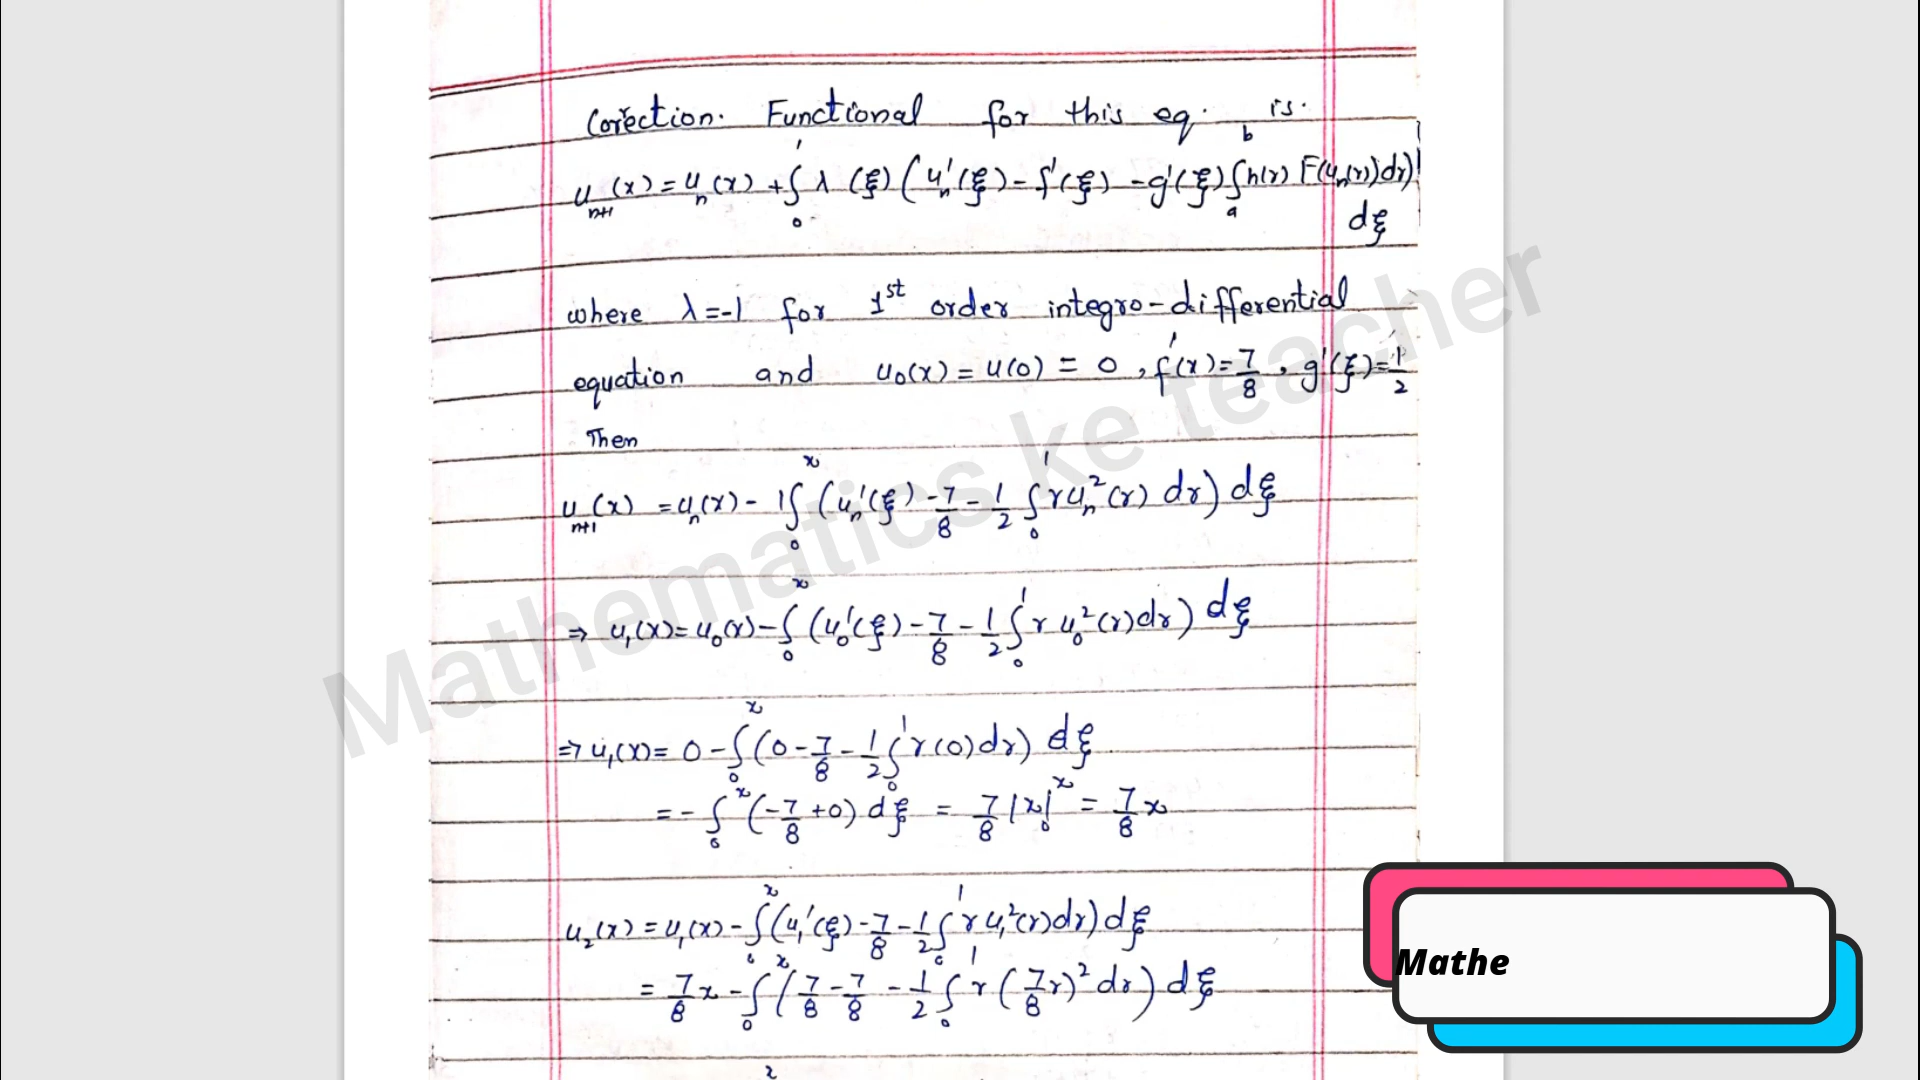 Corection. Functional for this eq. is.
u_{n+1}(x) = u_n(x) + ∫_0^1 λ(ξ)(u_n'(ξ) - f'(ξ) - g'(ξ)∫_a^b h(r) F(u_n(r))dr) dξ
where λ=-1 for 1st order integro-differential
equation and u_0(x) = u(0) = 0, f'(x) = 7/8, g'(ξ) = 1/2
Then
u_{n+1}(x) = u_n(x) - 1∫_0^x (u_n'(ξ) - 7/8 - 1/2 ∫_0^1 r u_n^2(r) dr) dξ
⇒ u_1(x) = u_0(x) - ∫_0^x (u_0'(ξ) - 7/8 - 1/2 ∫_0^1 r u_0^2(r) dr) dξ
⇒ u_1(x) = 0 - ∫_0^x (0 - 7/8 - 1/2 ∫_0^1 r(0) dr) dξ
= - ∫_0^x (-7/8 + 0) dξ = 7/8 |x|_0^x = 7/8 x
u_2(x) = u_1(x) - ∫_0^x (u_1'(ξ) - 7/8 - 1/2 ∫_0^1 r u_1^2(r) dr) dξ
= 7/8 x - ∫_0^x (7/8 - 7/8 - 1/2 ∫_0^1 r (7/8 r)^2 dr) dξ
Mathematics ke teacher
Mathe